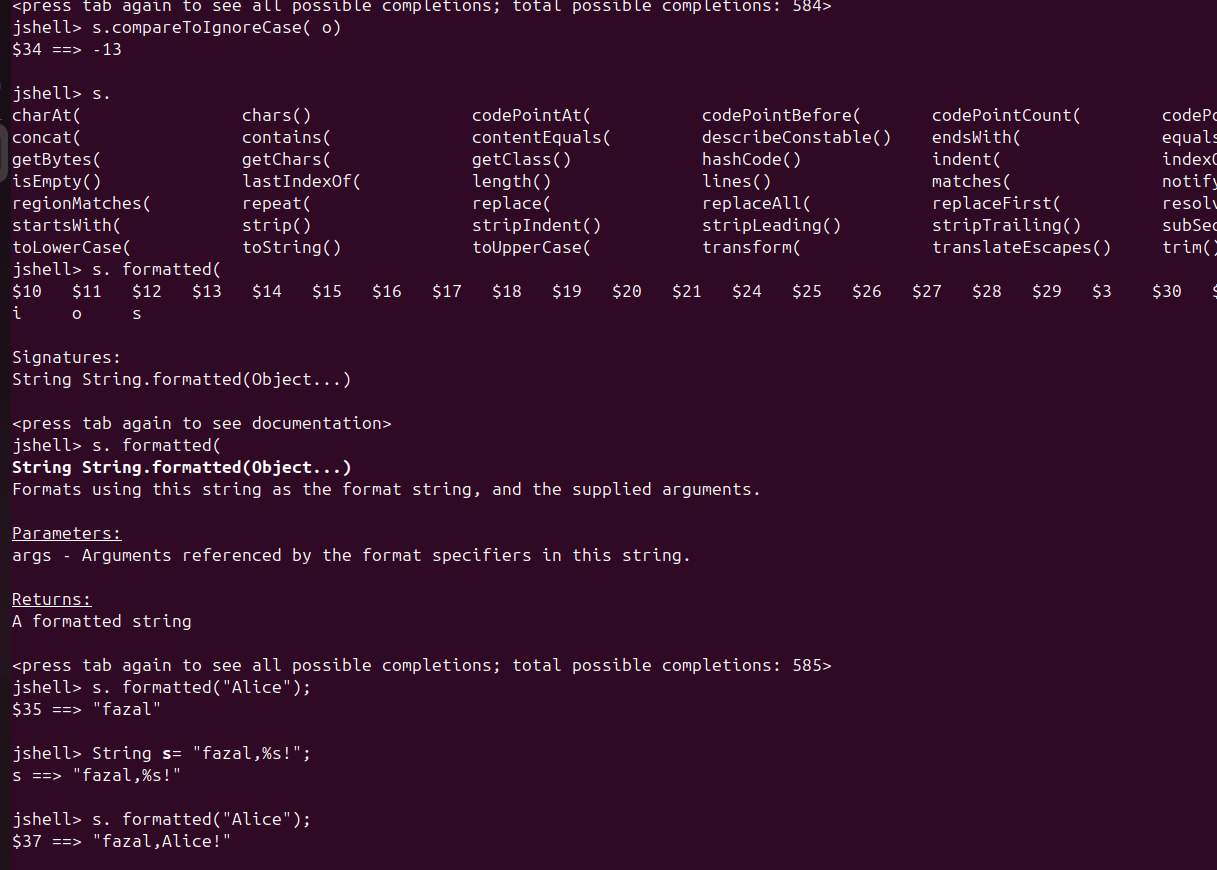 <press tab again to see all possible completions; total possible completions: 584>
jshell> s.compareToIgnoreCase( o)
$34 ==> -13
jshell> s.
charAt( chars() codePointAt( codePointBefore( codePointCount( codePo
concat( contains( contentEquals( describeConstable() endsWith( equals
getBytes( getChars( getClass() hashCode() indent( indexO
isEmpty() lastIndexOf( length() lines() matches( notify
regionMatches( repeat( replace( replaceAll( replaceFirst( resolv
startsWith( strip() stripIndent() stripLeading() stripTrailing() subSeq
toLowerCase( toString() toUpperCase( transform( translateEscapes() trim()
jshell> s. formatted(
$10 $11 $12 $13 $14 $15 $16 $17 $18 $19 $20 $21 $24 $25 $26 $27 $28 $29 $3 $30 $
i o s
Signatures:
String String.formatted(Object...)
<press tab again to see documentation>
jshell> s. formatted(
String String.formatted(Object...)
Formats using this string as the format string, and the supplied arguments.
Parameters:
args - Arguments referenced by the format specifiers in this string.
Returns:
A formatted string
<press tab again to see all possible completions; total possible completions: 585>
jshell> s. formatted("Alice");
$35 ==> "fazal"
jshell> String s= "fazal,%s!";
s ==> "fazal,%s!"
jshell> s. formatted("Alice");
$37 ==> "fazal,Alice!"